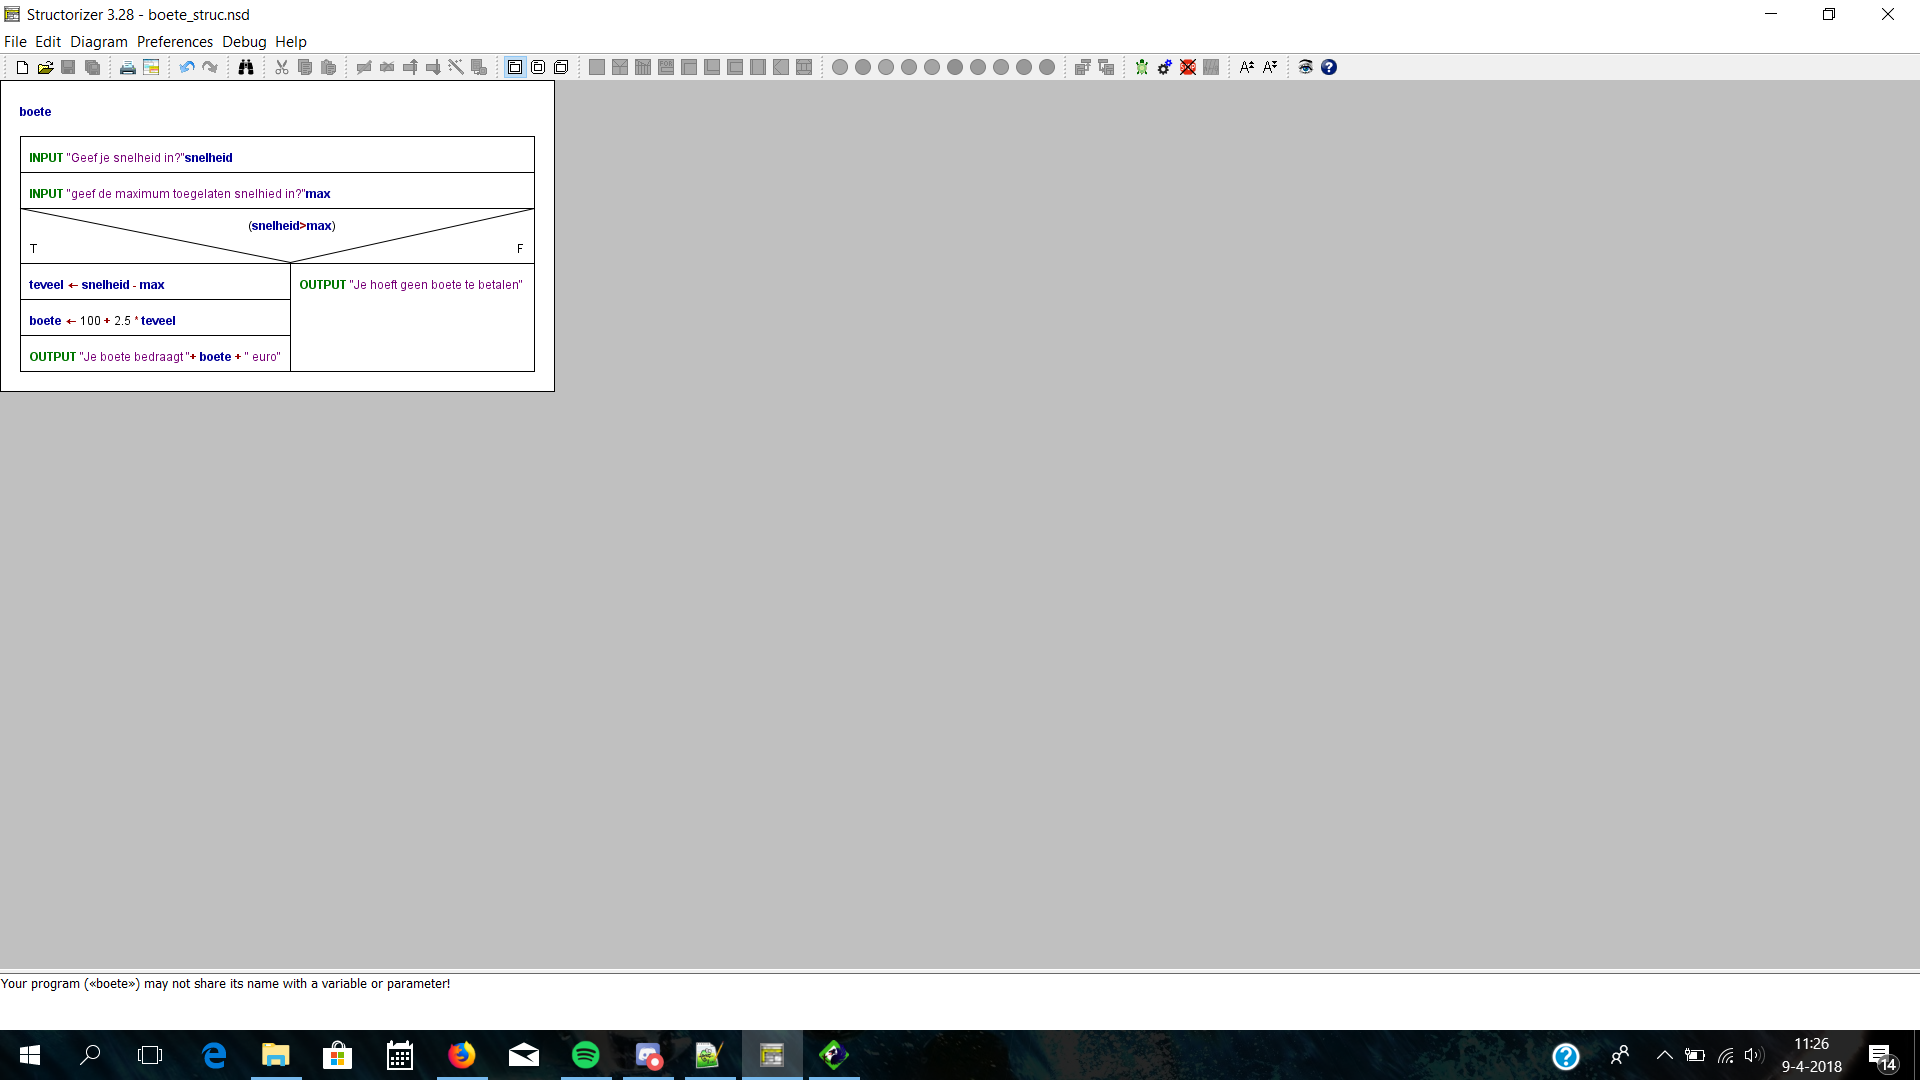 Structorizer 3.28 - boete_struc.nsd
File Edit Diagram Preferences Debug Help
boete
INPUT "Geef je snelheid in?"snelheid
INPUT "geef de maximum toegelaten snelhied in?"max
(snelheid>max)
T F
teveel ← snelheid - max
OUTPUT "Je hoeft geen boete te betalen"
boete ← 100 + 2.5 * teveel
OUTPUT "Je boete bedraagt "+ boete + " euro"
Your program («boete») may not share its name with a variable or parameter!
11:26
9-4-2018
14